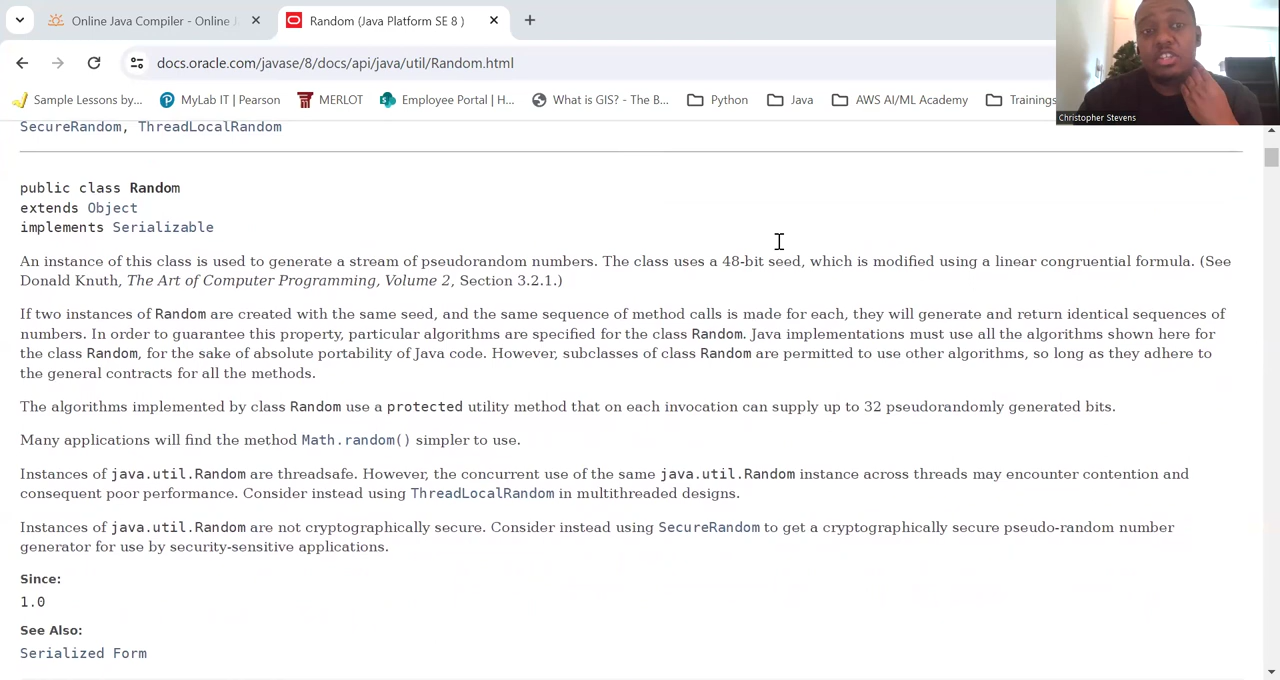 Online Java Compiler - Online J
Random (Java Platform SE 8 )
docs.oracle.com/javase/8/docs/api/java/util/Random.html
Sample Lessons by...
MyLab IT | Pearson
MERLOT
Employee Portal | H...
What is GIS? - The B...
Python
Java
AWS AI/ML Academy
Trainings
Christopher Stevens
SecureRandom, ThreadLocalRandom
public class Random
extends Object
implements Serializable
An instance of this class is used to generate a stream of pseudorandom numbers. The class uses a 48-bit seed, which is modified using a linear congruential formula. (See
Donald Knuth, The Art of Computer Programming, Volume 2, Section 3.2.1.)
If two instances of Random are created with the same seed, and the same sequence of method calls is made for each, they will generate and return identical sequences of
numbers. In order to guarantee this property, particular algorithms are specified for the class Random. Java implementations must use all the algorithms shown here for
the class Random, for the sake of absolute portability of Java code. However, subclasses of class Random are permitted to use other algorithms, so long as they adhere to
the general contracts for all the methods.
The algorithms implemented by class Random use a protected utility method that on each invocation can supply up to 32 pseudorandomly generated bits.
Many applications will find the method Math.random() simpler to use.
Instances of java.util.Random are threadsafe. However, the concurrent use of the same java.util.Random instance across threads may encounter contention and
consequent poor performance. Consider instead using ThreadLocalRandom in multithreaded designs.
Instances of java.util.Random are not cryptographically secure. Consider instead using SecureRandom to get a cryptographically secure pseudo-random number
generator for use by security-sensitive applications.
Since:
1.0
See Also:
Serialized Form